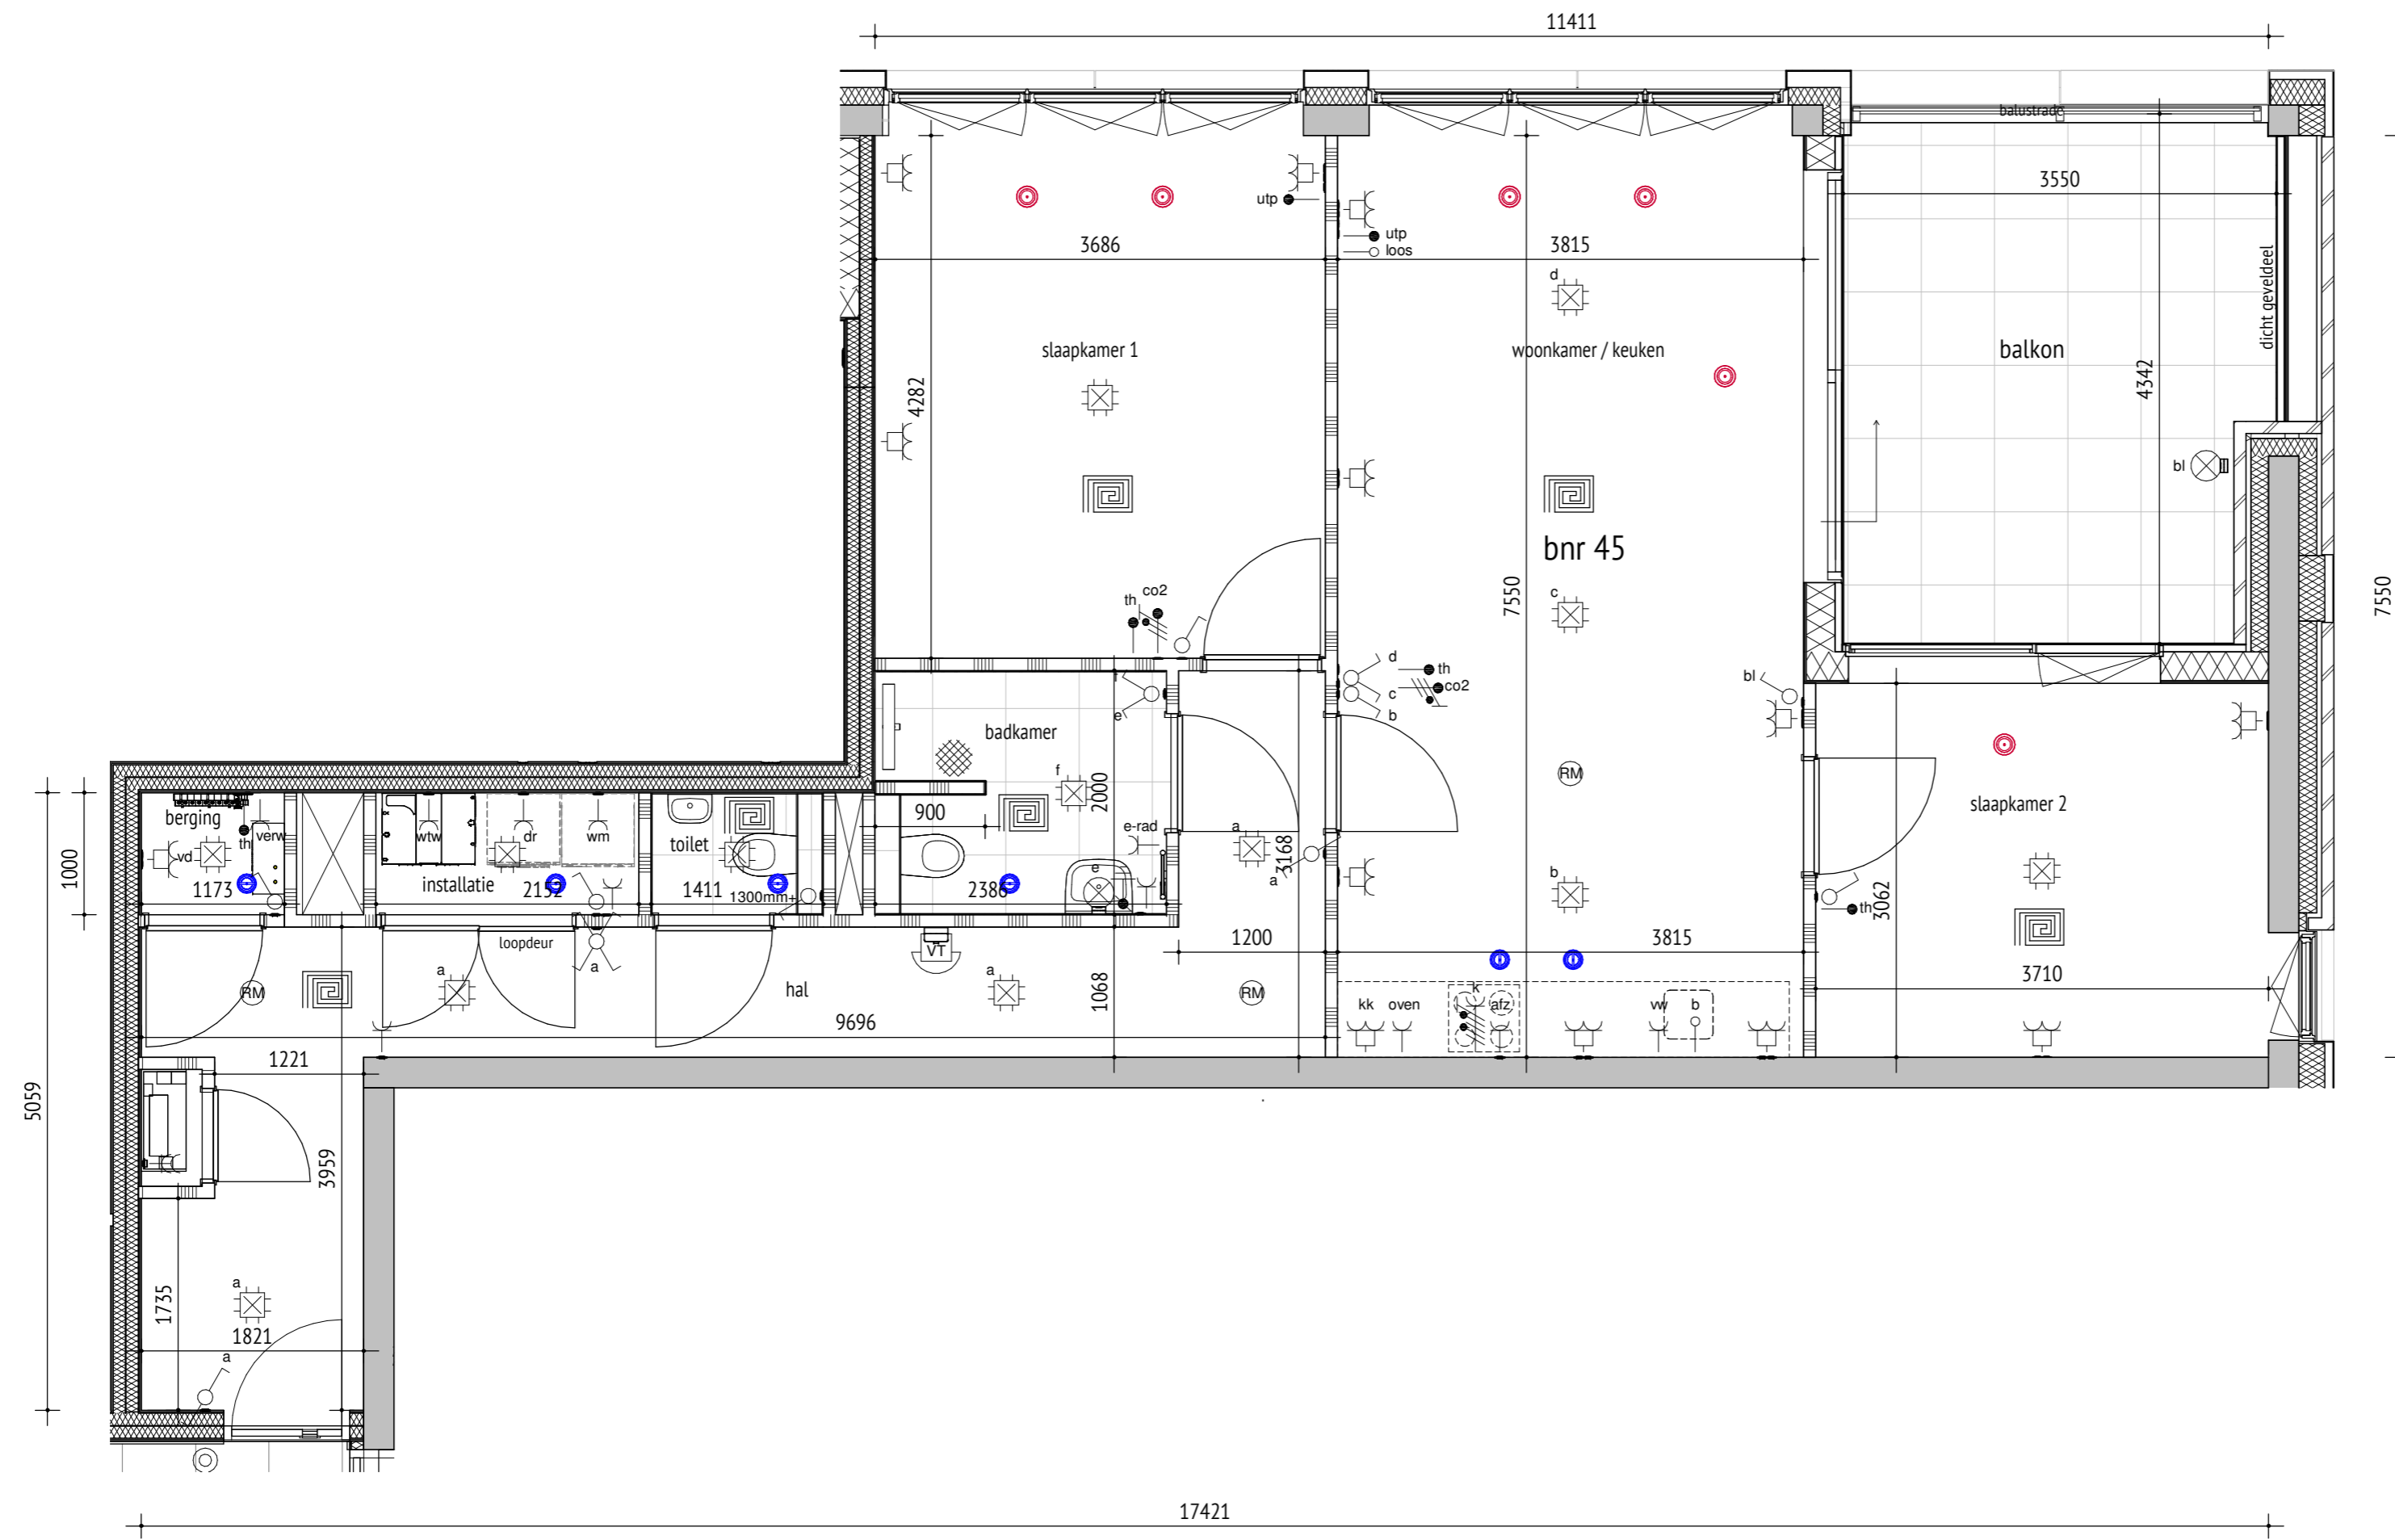 11411
balustrade
3550
utp
utp
loos
3686
3815
d
dicht geveldeel
slaapkamer 1
woonkamer / keuken
balkon
4282
4342
bl
bnr 45
7550
7550
c
th
co2
d
th
c
co2
b
bl
f
e
badkamer
RM
slaapkamer 2
f
2000
900
e-rad
a
3168
a
berging
verw
th
vd
wtw
dr
wm
toilet
1000
1173
installatie
2152
1411
1300mm+
2386
e
b
th
3062
loopdeur
a
VT
1200
3815
3710
RM
a
hal
a
1068
RM
kk
oven
k
afz
vw
b
9696
1221
5059
3959
1735
a
1821
a
17421